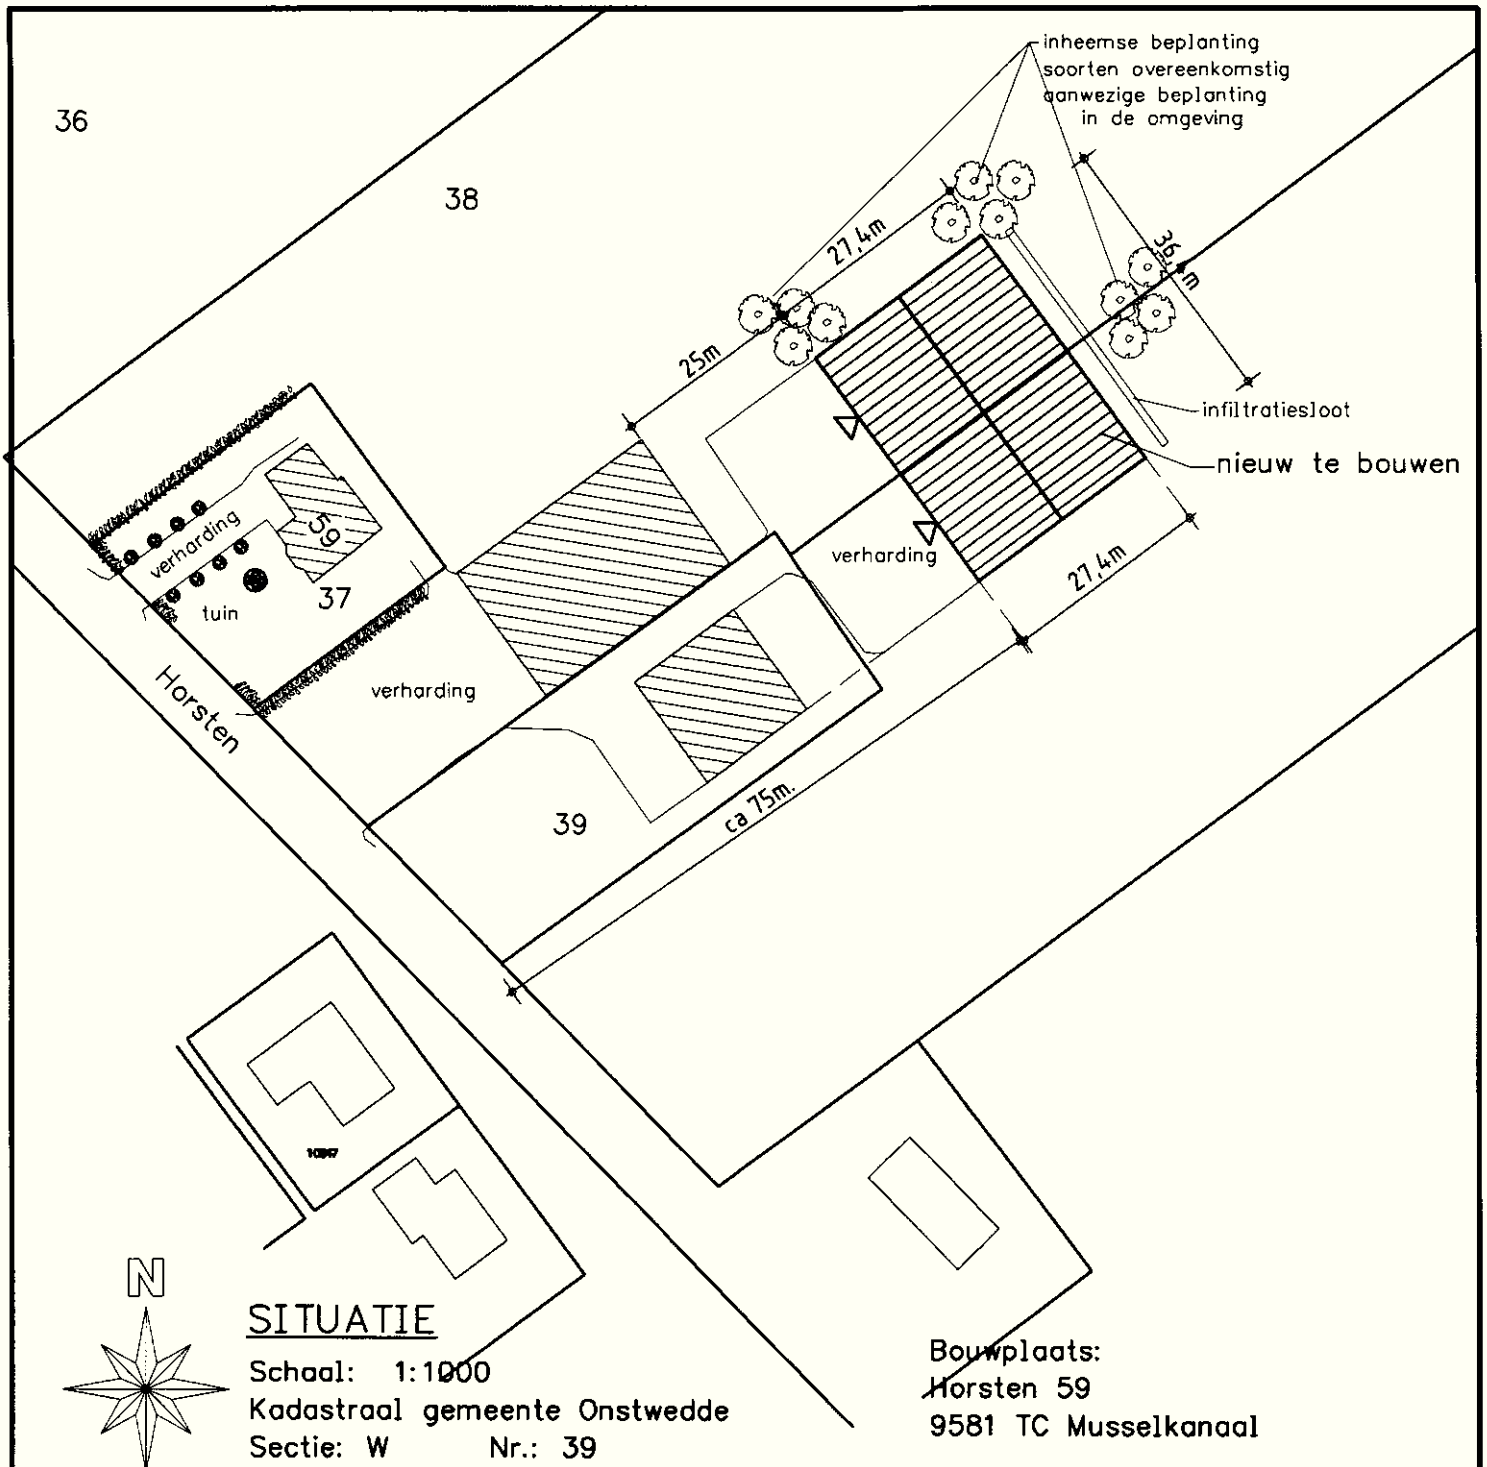 inheemse beplanting
soorten overeenkomstig
aanwezige beplanting
in de omgeving
36
38
27,4m
25m
infiltratiesloot
nieuw te bouwen
59
verharding
37
tuin
verharding
27,4m
verharding
Horsten
ca 75m.
39
N
SITUATIE
Schaal: 1:1000
Kadastraal gemeente Onstwedde
Sectie: W Nr.: 39
Bouwplaats:
Horsten 59
9581 TC Musselkanaal